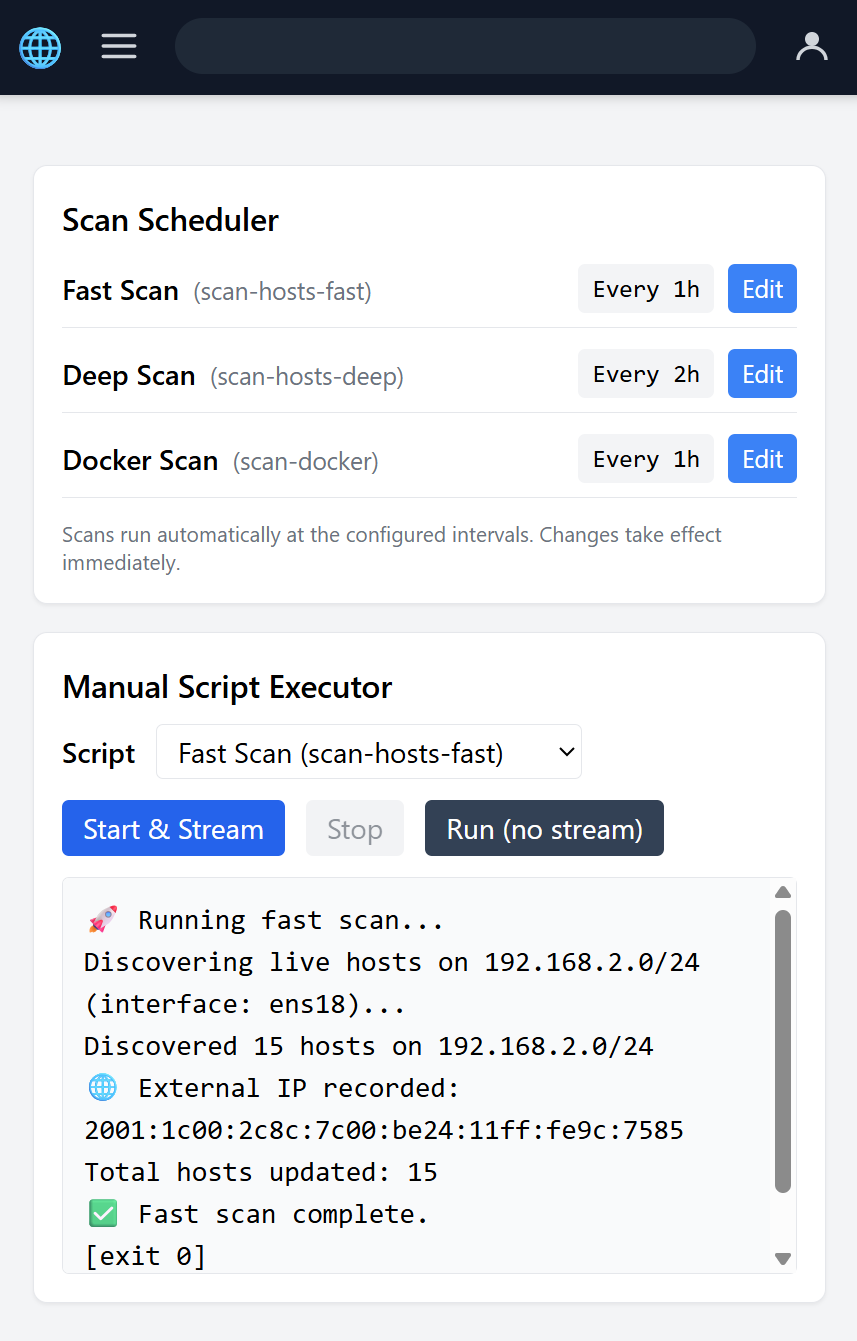 Scan Scheduler
Fast Scan (scan-hosts-fast) Every 1h Edit
Deep Scan (scan-hosts-deep) Every 2h Edit
Docker Scan (scan-docker) Every 1h Edit
Scans run automatically at the configured intervals. Changes take effect
immediately.
Manual Script Executor
Script Fast Scan (scan-hosts-fast)
Start & Stream Stop Run (no stream)
🚀 Running fast scan...
Discovering live hosts on 192.168.2.0/24
(interface: ens18)...
Discovered 15 hosts on 192.168.2.0/24
🌐 External IP recorded:
2001:1c00:2c8c:7c00:be24:11ff:fe9c:7585
Total hosts updated: 15
✅ Fast scan complete.
[exit 0]